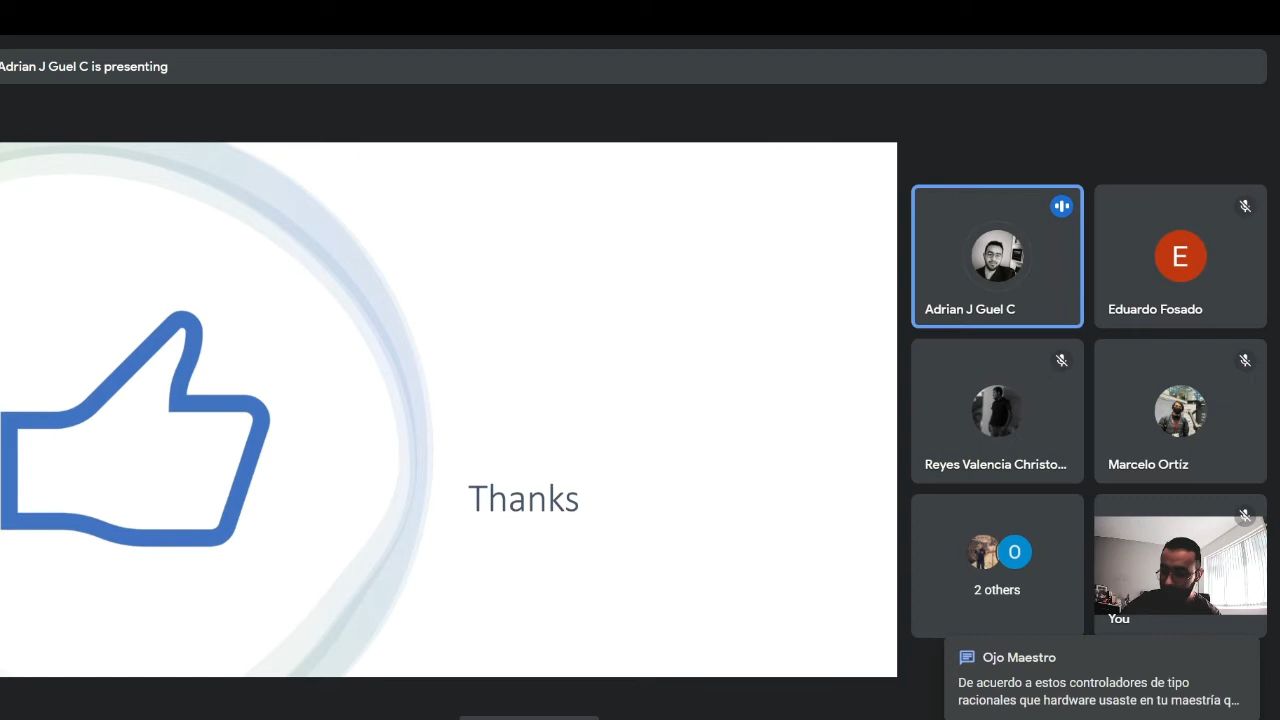 Adrian J Guel C is presenting
Adrian J Guel C
E
Eduardo Fosado
Reyes Valencia Christo...
Marcelo Ortíz
Thanks
O
2 others
You
Ojo Maestro
De acuerdo a estos controladores de tipo
racionales que hardware usaste en tu maestría q...